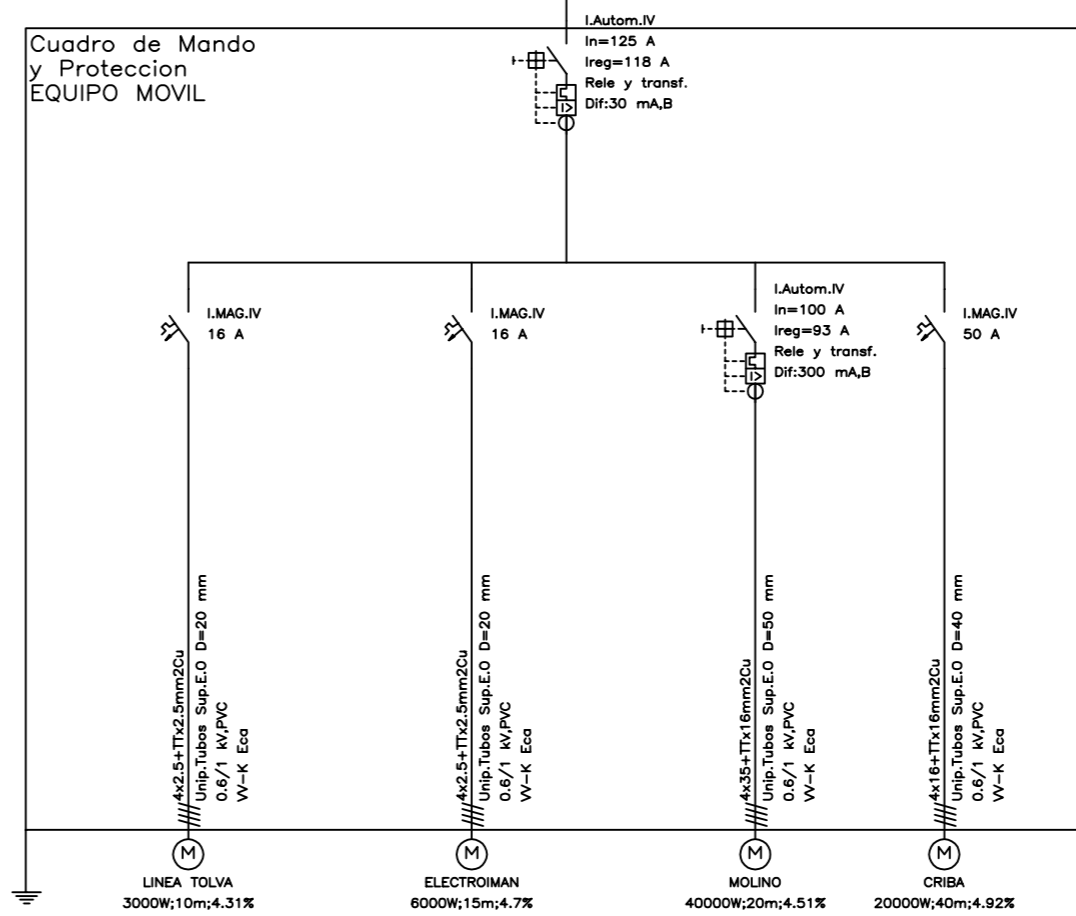 Cuadro de Mando
y Proteccion
EQUIPO MOVIL
I.Autom.IV
In=125 A
Ireg=118 A
Rele y transf.
Dif:30 mA,B
I.MAG.IV
16 A
I.MAG.IV
16 A
I.Autom.IV
In=100 A
Ireg=93 A
Rele y transf.
Dif:300 mA,B
I.MAG.IV
50 A
4x2.5+TTx2.5mm2Cu
Unip.Tubos Sup.E.O D=20 mm
0.6/1 kV,PVC
VV-K Eca
4x2.5+TTx2.5mm2Cu
Unip.Tubos Sup.E.O D=20 mm
0.6/1 kV,PVC
VV-K Eca
4x35+TTx16mm2Cu
Unip.Tubos Sup.E.O D=50 mm
0.6/1 kV,PVC
VV-K Eca
4x16+TTx16mm2Cu
Unip.Tubos Sup.E.O D=40 mm
0.6/1 kV,PVC
VV-K Eca
M
M
M
M
LINEA TOLVA
3000W;10m;4.31%
ELECTROIMAN
6000W;15m;4.7%
MOLINO
40000W;20m;4.51%
CRIBA
20000W;40m;4.92%